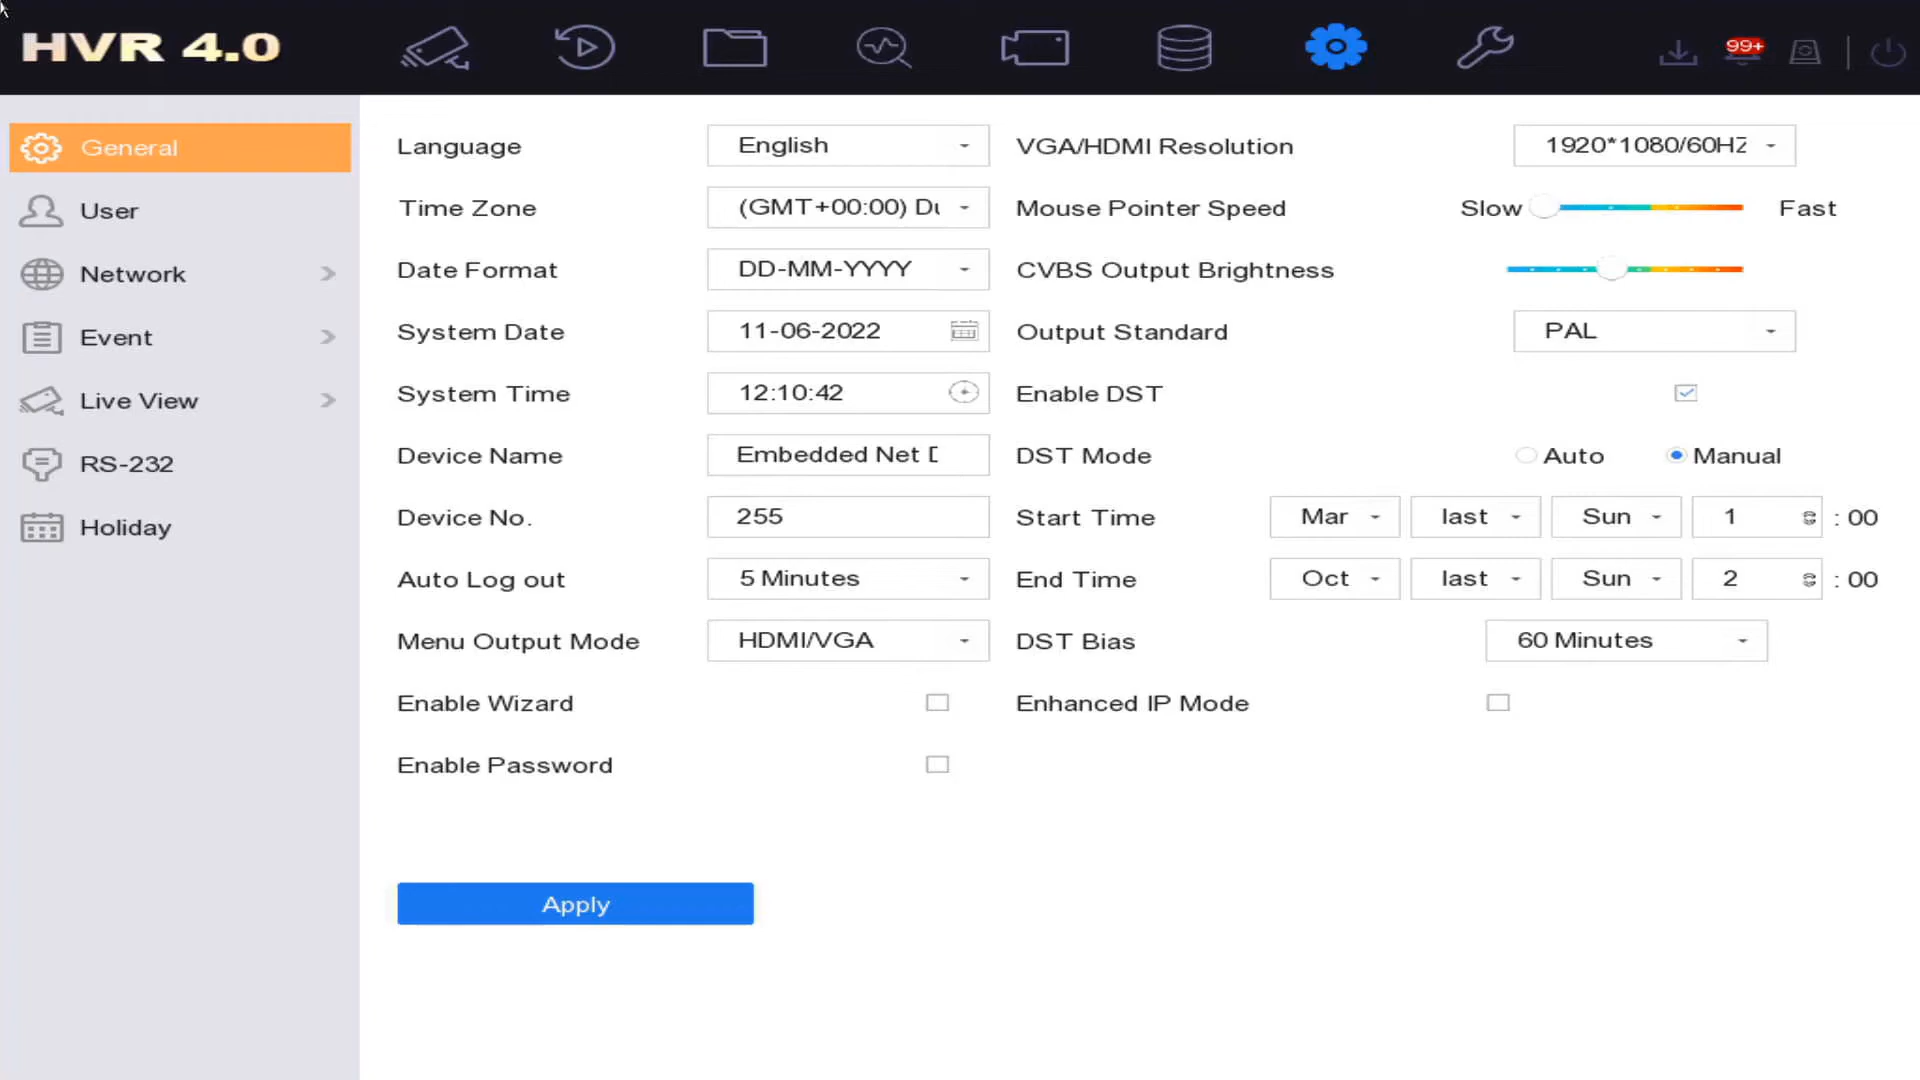 HVR 4.0
99+
General
User
Network
Event
Live View
RS-232
Holiday
Language English
Time Zone (GMT+00:00) Du
Date Format DD-MM-YYYY
System Date 11-06-2022
System Time 12:10:42
Device Name Embedded Net D
Device No. 255
Auto Log out 5 Minutes
Menu Output Mode HDMI/VGA
Enable Wizard
Enable Password
VGA/HDMI Resolution 1920*1080/60HZ
Mouse Pointer Speed Slow Fast
CVBS Output Brightness
Output Standard PAL
Enable DST
DST Mode Auto Manual
Start Time Mar last Sun 1 : 00
End Time Oct last Sun 2 : 00
DST Bias 60 Minutes
Enhanced IP Mode
Apply